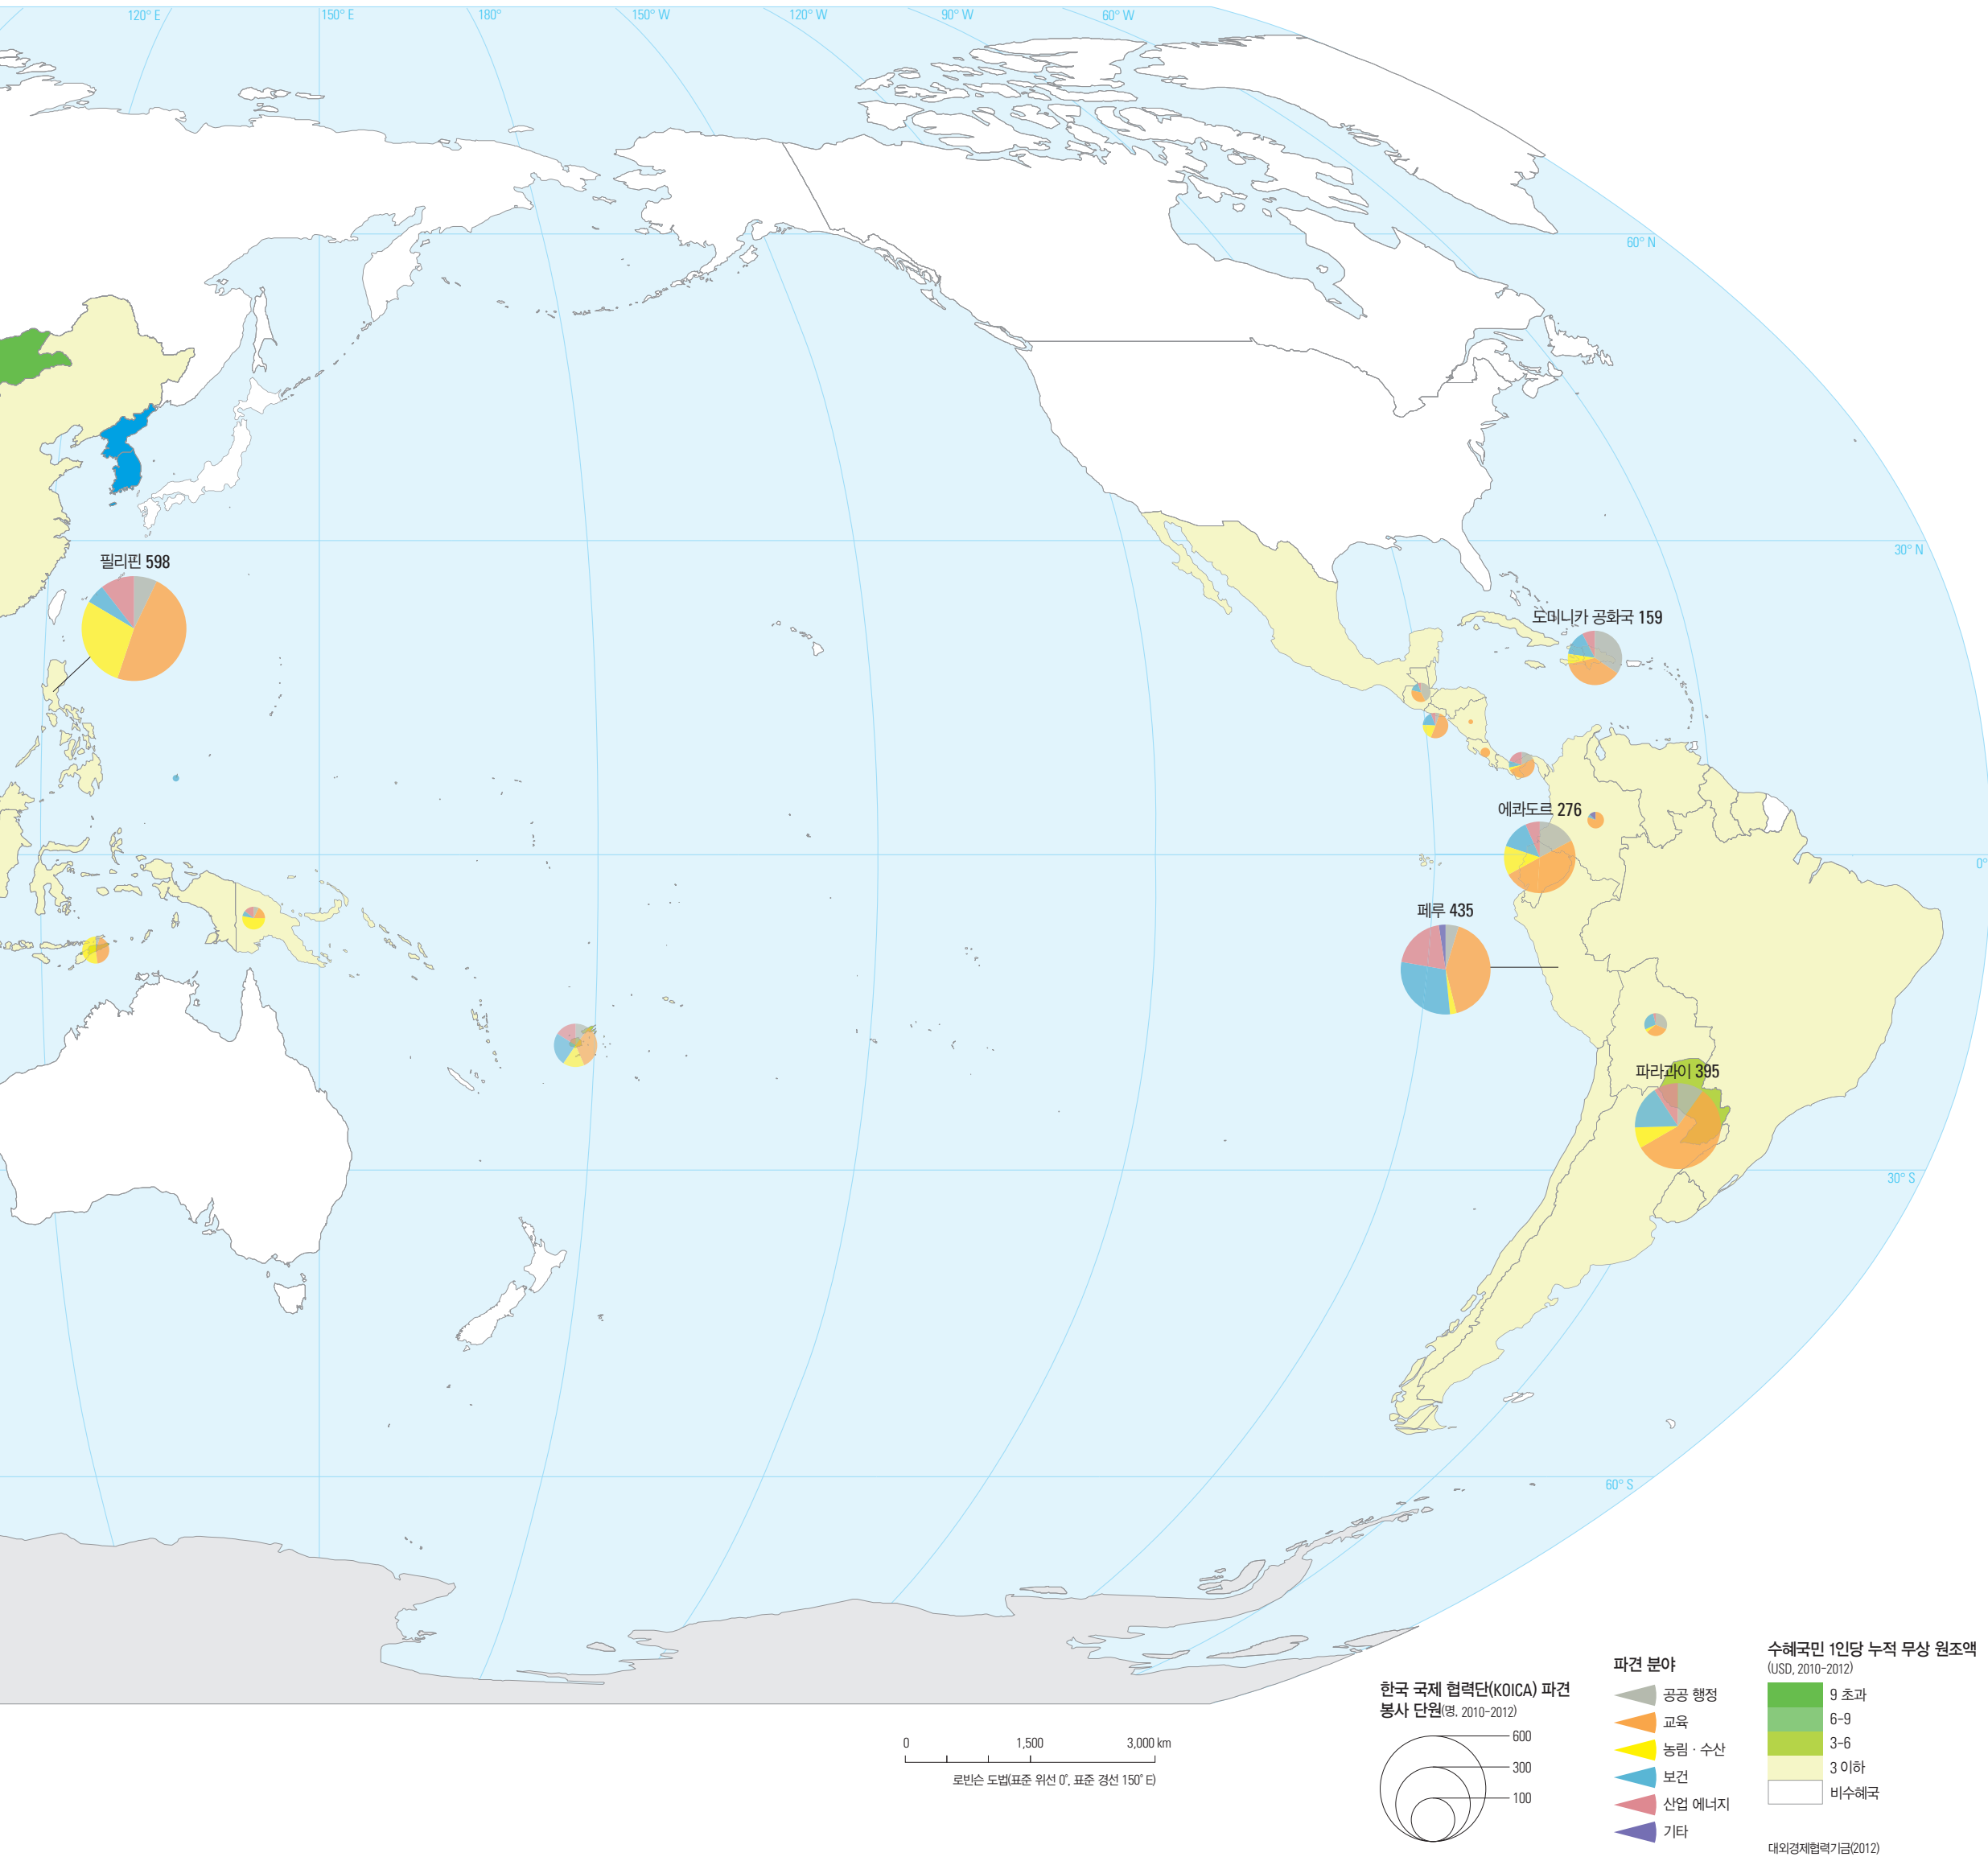 120° E
150° E
180°
150° W
120° W
90° W
60° W
60° N
30° N
필리핀 598
도미니카 공화국 159
에콰도르 276
0°
페루 435
파라과이 395
30° S
60° S
한국 국제 협력단(KOICA) 파견
봉사 단원(명, 2010-2012)
600
300
100
파견 분야
공공 행정
교육
농림 · 수산
보건
산업 에너지
기타
수혜국민 1인당 누적 무상 원조액
(USD, 2010-2012)
9 초과
6-9
3-6
3 이하
비수혜국
대외경제협력기금(2012)
0
1,500
3,000 km
로빈슨 도법(표준 위선 0°, 표준 경선 150° E)